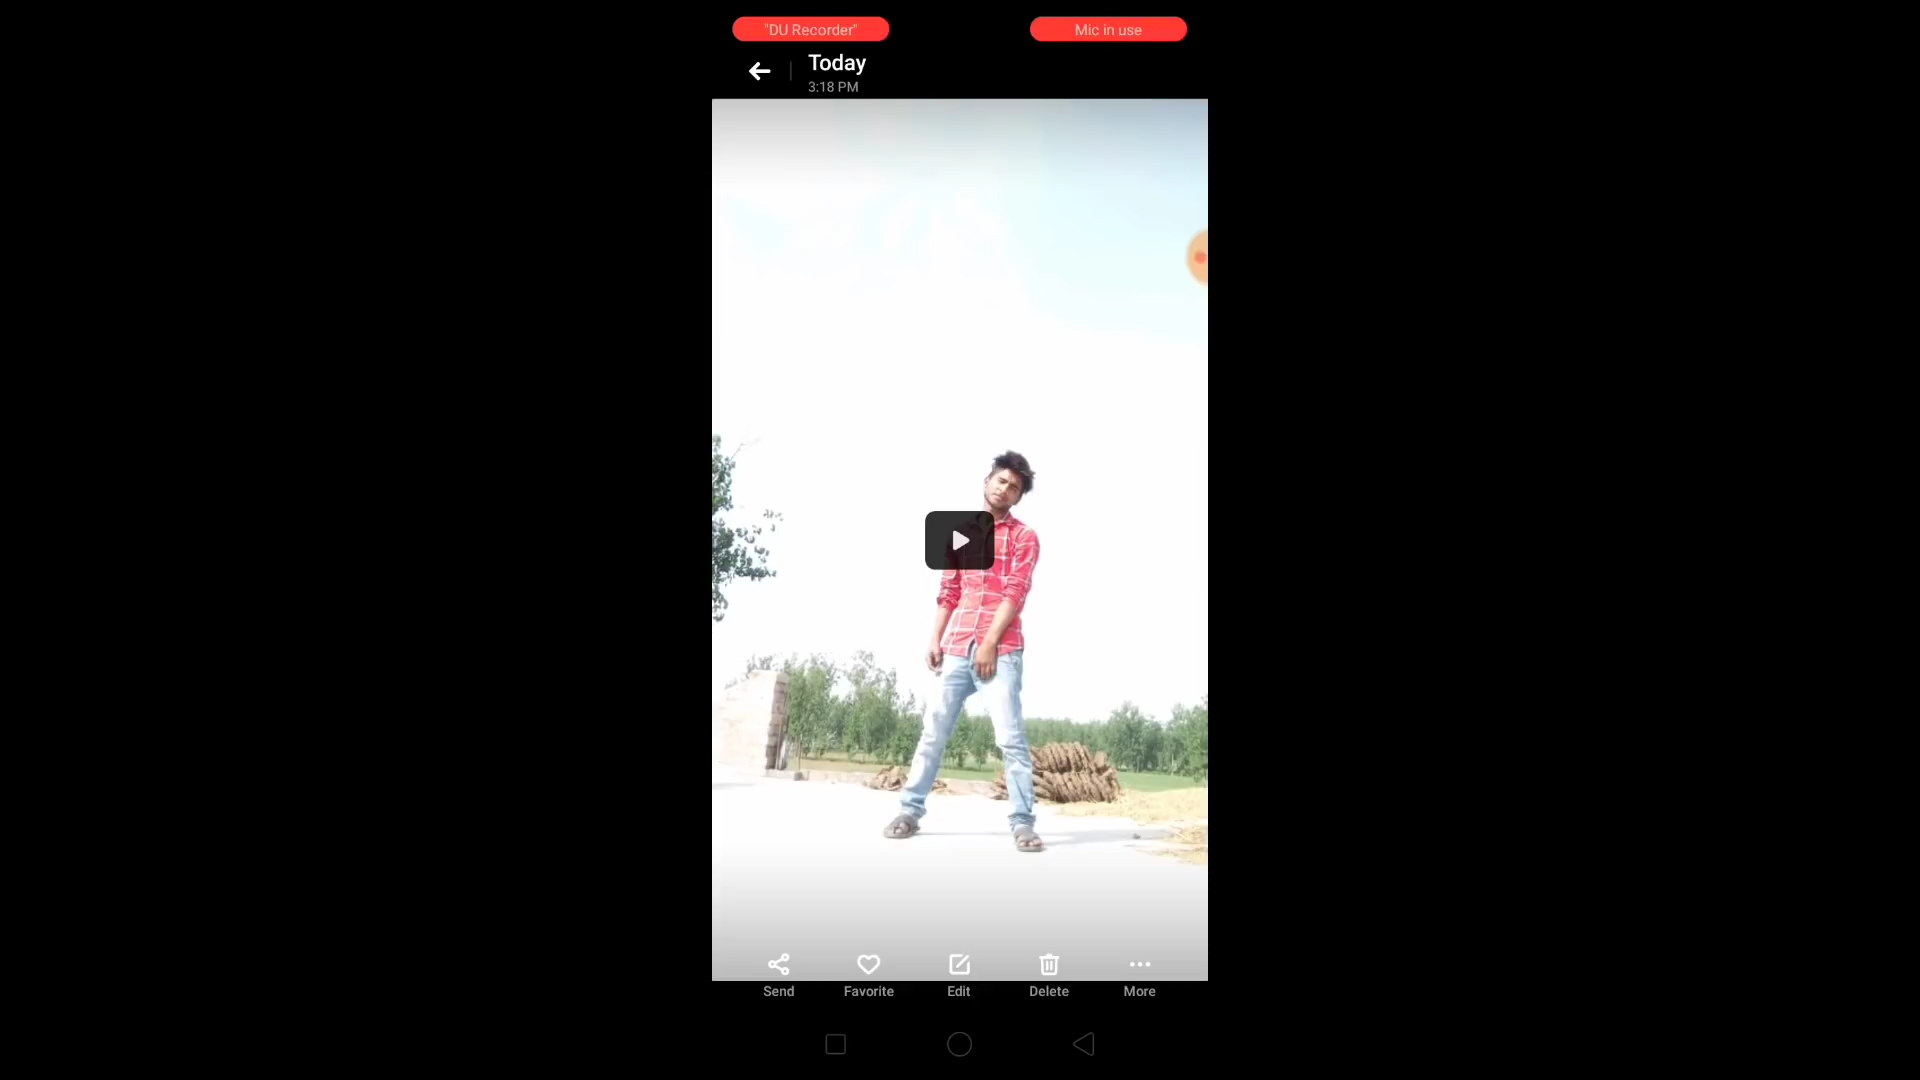 "DU Recorder"
Mic in use
Today
3:18 PM
Send
Favorite
Edit
Delete
More